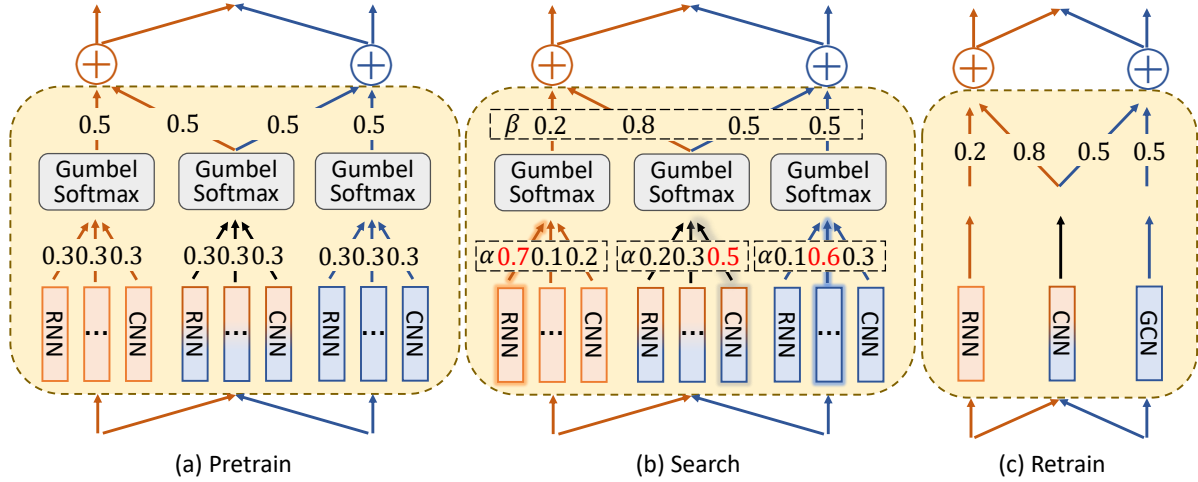 0.5 0.5 0.5 0.5
Gumbel Softmax
Gumbel Softmax
Gumbel Softmax
0.3 0.3 0.3
0.3 0.3 0.3
0.3 0.3 0.3
RNN ... CNN
RNN ... CNN
RNN ... CNN
(a) Pretrain
β 0.2 0.8 0.5 0.5
Gumbel Softmax
Gumbel Softmax
Gumbel Softmax
α 0.7 0.1 0.2
α 0.2 0.3 0.5
α 0.1 0.6 0.3
RNN ... CNN
RNN ... CNN
RNN ... CNN
(b) Search
0.2 0.8 0.5 0.5
RNN
CNN
GCN
(c) Retrain